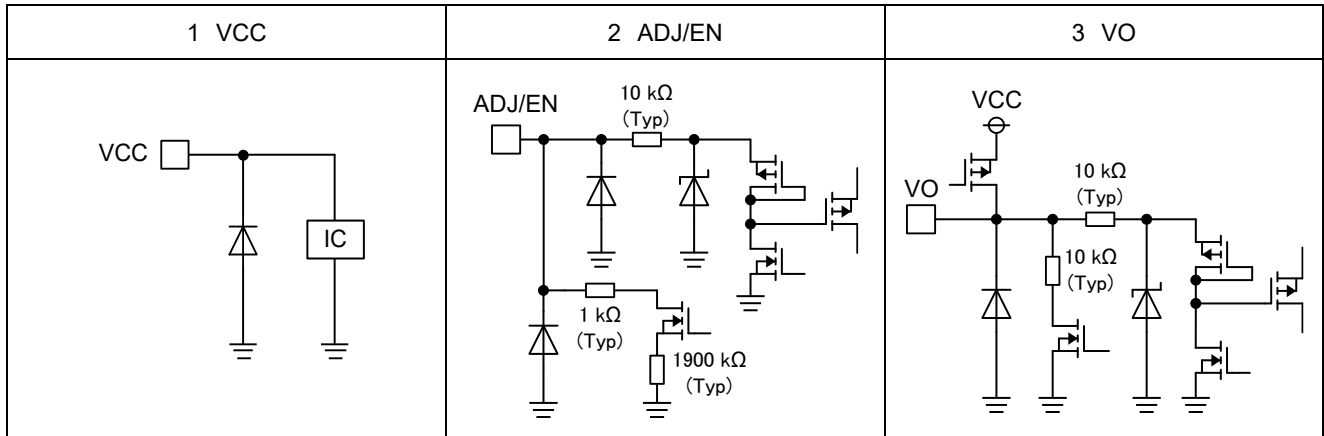 1 VCC
2 ADJ/EN
3 VO
VCC
IC
ADJ/EN
10 kΩ
(Typ)
1 kΩ
(Typ)
1900 kΩ
(Typ)
VCC
VO
10 kΩ
(Typ)
10 kΩ
(Typ)